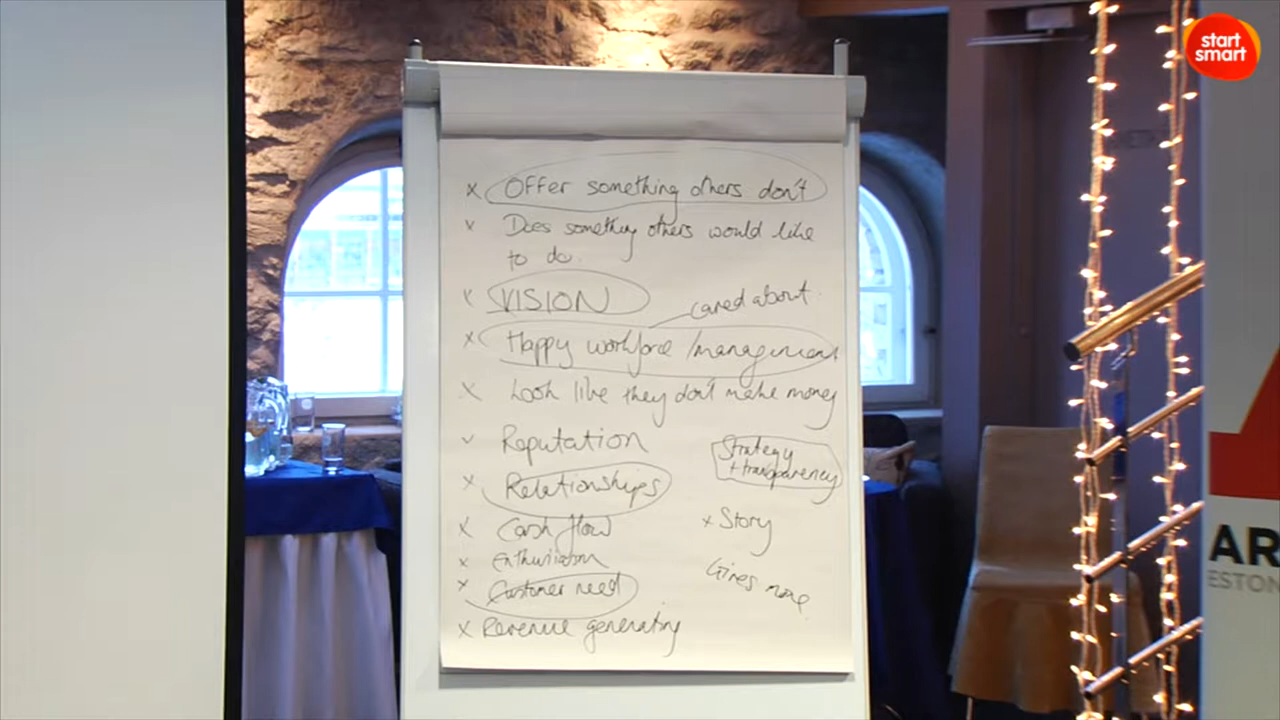 start
smart
x Offer something others don't
v Does something others would like
to do.
x VISION
cared about
x Happy workforce /management
x Look like they don't make money
v Reputation
Strategy
+ transparency
x Relationships
x Cash flow
x Story
x Enthusiasm
x Customer need
Gives more
x Revenue generating
AR
ESTON